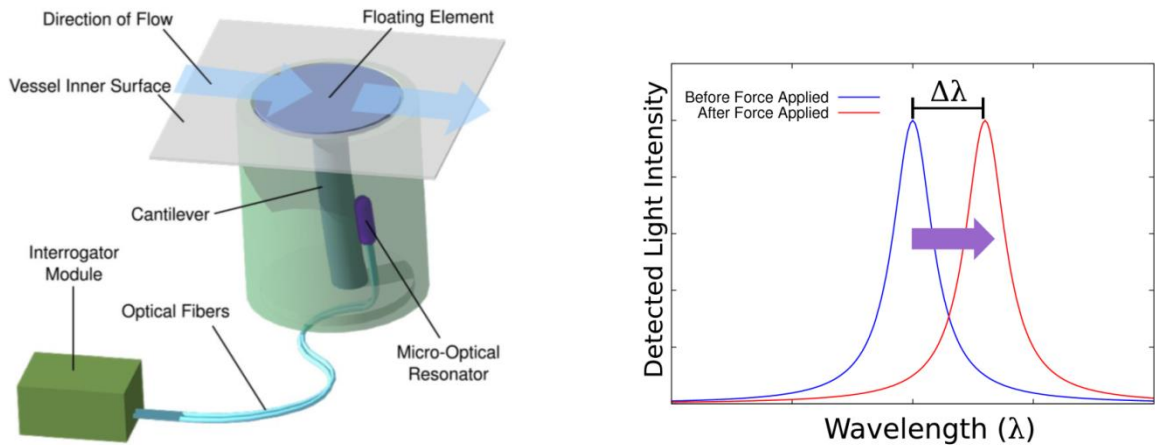 Direction of Flow
Floating Element
Vessel Inner Surface
Cantilever
Interrogator
Module
Optical Fibers
Micro-Optical
Resonator
Detected Light Intensity
Before Force Applied
After Force Applied
Δλ
Wavelength (λ)